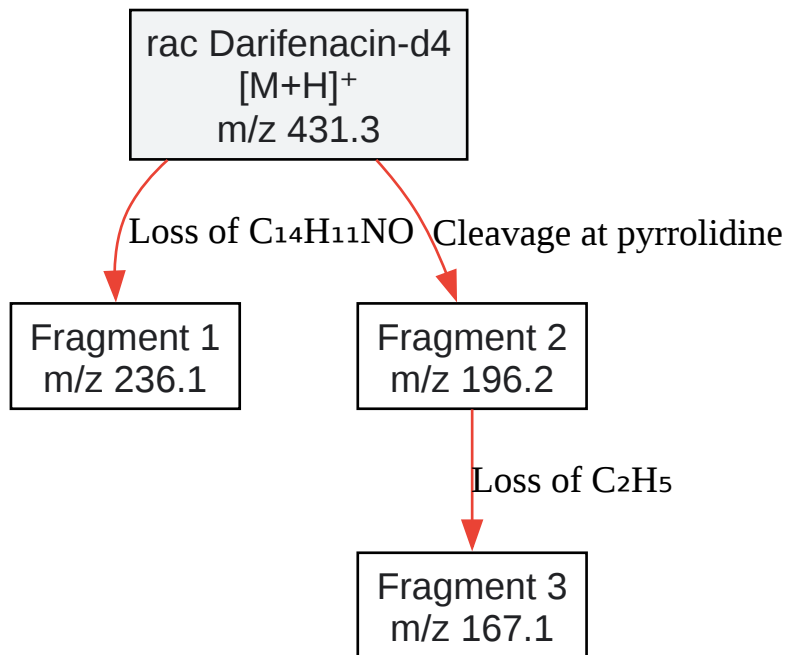 rac Darifenacin-d4
[M+H]⁺
m/z 431.3
Loss of C₁₄H₁₁NO
Cleavage at pyrrolidine
Fragment 1
m/z 236.1
Fragment 2
m/z 196.2
Loss of C₂H₅
Fragment 3
m/z 167.1